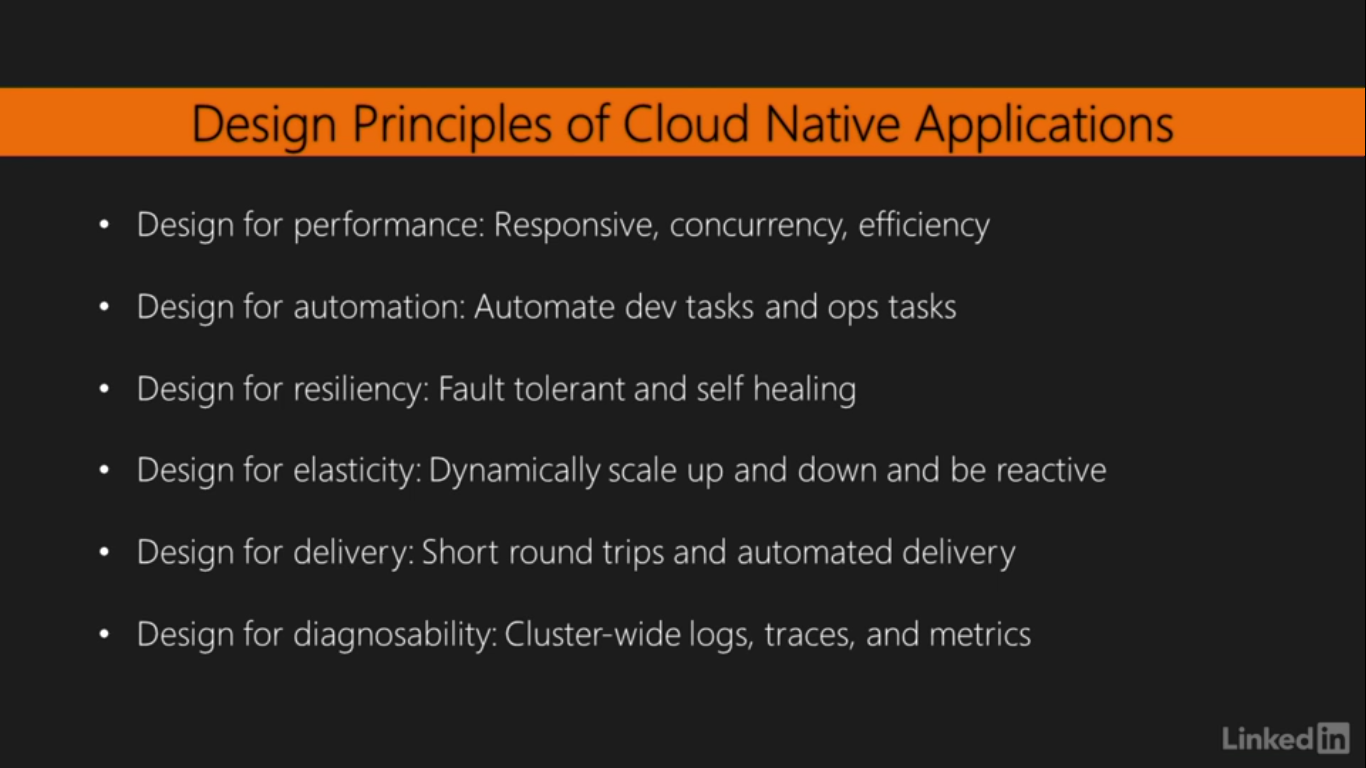 Design Principles of Cloud Native Applications
• Design for performance: Responsive, concurrency, efficiency
• Design for automation: Automate dev tasks and ops tasks
• Design for resiliency: Fault tolerant and self healing
• Design for elasticity: Dynamically scale up and down and be reactive
• Design for delivery: Short round trips and automated delivery
• Design for diagnosability: Cluster-wide logs, traces, and metrics
Linked in